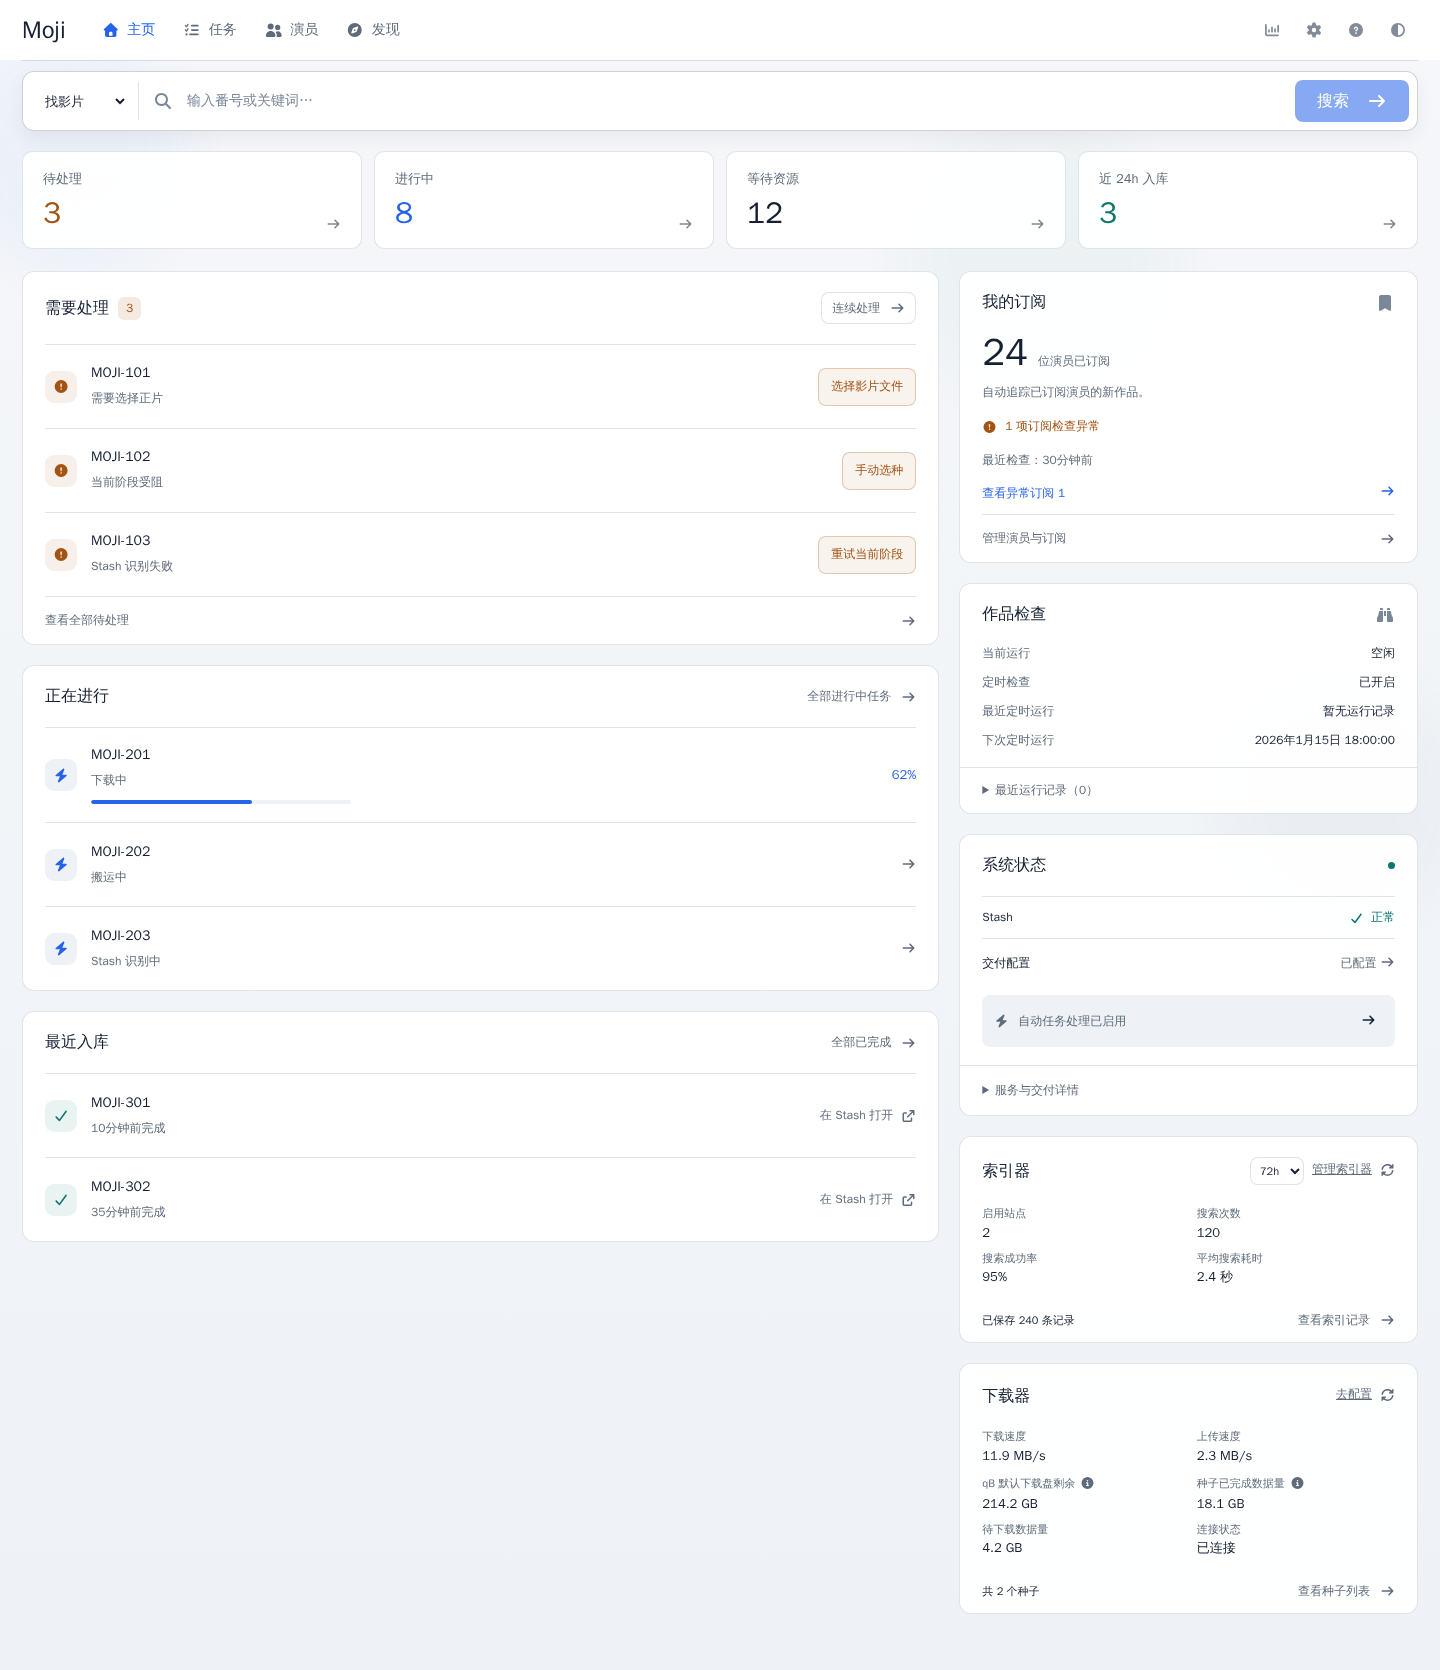 Moji 主页 任务 演员 发现
找影片 输入番号或关键词… 搜索
待处理
3
进行中
8
等待资源
12
近 24h 入库
3
需要处理 3 连续处理
MOJI-101
需要选择正片
选择影片文件
MOJI-102
当前阶段受阻
手动选种
MOJI-103
Stash 识别失败
重试当前阶段
查看全部待处理
正在进行 全部进行中任务
MOJI-201
下载中
62%
MOJI-202
搬运中
MOJI-203
Stash 识别中
最近入库 全部已完成
MOJI-301
10分钟前完成
在 Stash 打开
MOJI-302
35分钟前完成
在 Stash 打开
我的订阅
24 位演员已订阅
自动追踪已订阅演员的新作品。
1 项订阅检查异常
最近检查：30分钟前
查看异常订阅 1
管理演员与订阅
作品检查
当前运行 空闲
定时检查 已开启
最近定时运行 暂无运行记录
下次定时运行 2026年1月15日 18:00:00
最近运行记录（0）
系统状态
Stash 正常
交付配置 已配置
自动任务处理已启用
服务与交付详情
索引器 72h 管理索引器
启用站点 搜索次数
2 120
搜索成功率 平均搜索耗时
95% 2.4 秒
已保存 240 条记录 查看索引记录
下载器 去配置
下载速度 上传速度
11.9 MB/s 2.3 MB/s
qB 默认下载盘剩余 种子已完成数据量
214.2 GB 18.1 GB
待下载数据量 连接状态
4.2 GB 已连接
共 2 个种子 查看种子列表